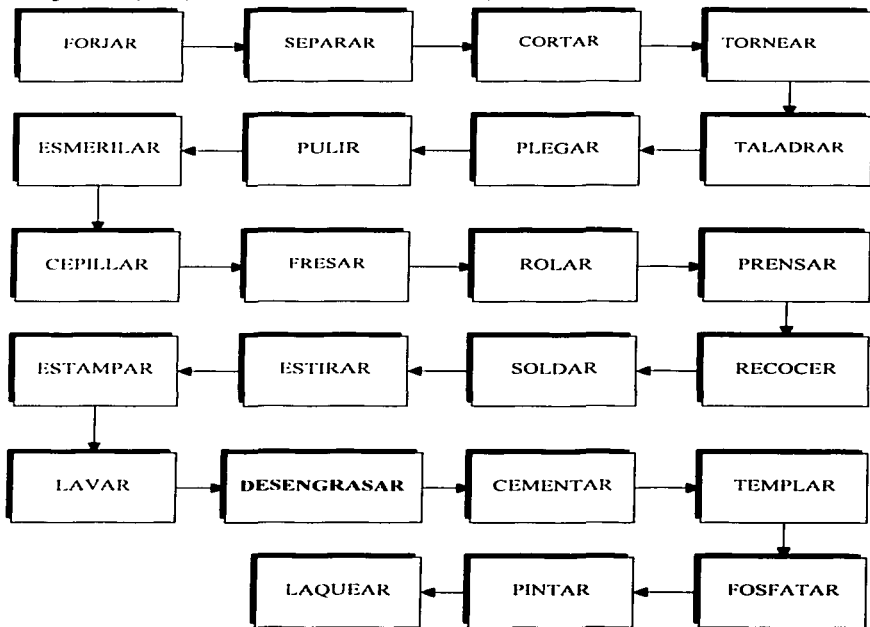 FORJAR
SEPARAR
CORTAR
TORNEAR
TALADRAR
PLEGAR
PULIR
ESMERILAR
CEPILLAR
FRESAR
ROLAR
PRENSAR
RECOCER
SOLDAR
ESTIRAR
ESTAMPAR
LAVAR
DESENGRASAR
CEMENTAR
TEMPLAR
FOSFATAR
PINTAR
LAQUEAR